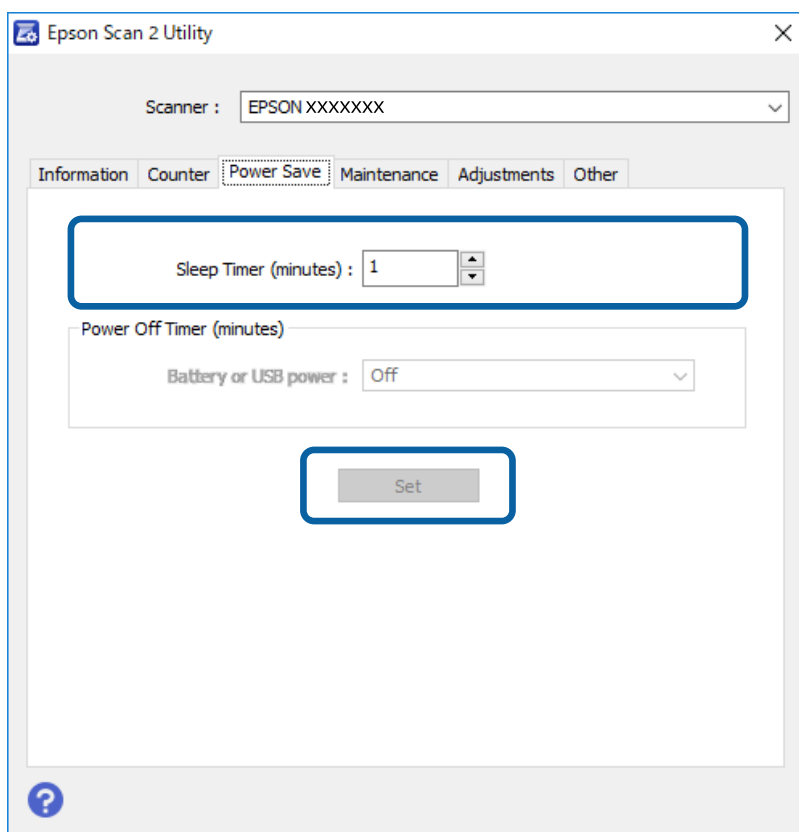 Epson Scan 2 Utility
Scanner : EPSON XXXXXXX
Information Counter Power Save Maintenance Adjustments Other
Sleep Timer (minutes) : 1
Power Off Timer (minutes)
Battery or USB power : Off
Set
?